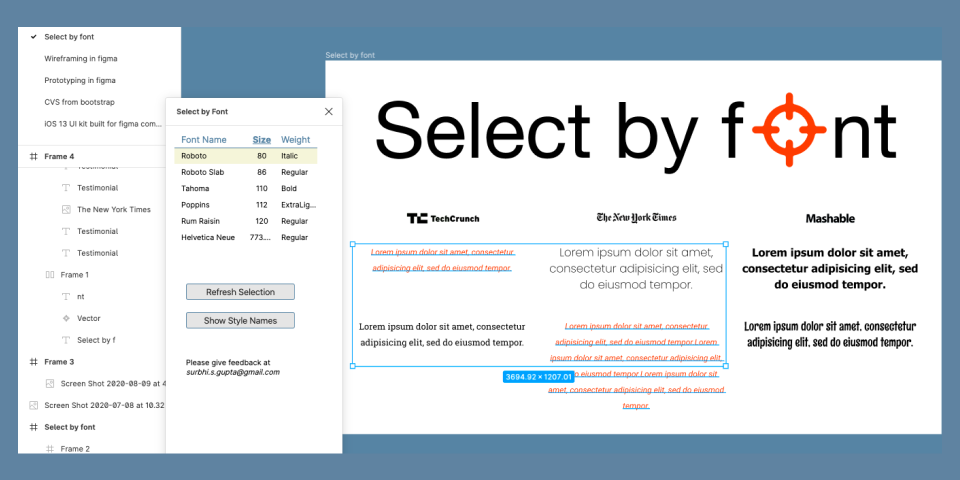 Select by font
Wireframing in figma
Prototyping in figma
CVS from bootstrap
iOS 13 UI kit built for figma com...
Frame 4
Testimonial
Testimonial
The New York Times
Testimonial
Testimonial
Frame 1
nt
Vector
Select by f
Frame 3
Screen Shot 2020-08-09 at 4
Screen Shot 2020-07-08 at 10.32
Select by font
Frame 2
Select by Font
Font Name Size Weight
Roboto 80 Italic
Roboto Slab 86 Regular
Tahoma 110 Bold
Poppins 112 ExtraLig...
Rum Raisin 120 Regular
Helvetica Neue 773.... Regular
Refresh Selection
Show Style Names
Please give feedback at
surbhi.s.gupta@gmail.com
Select by font
Select by f nt
TechCrunch
The New York Times
Mashable
Lorem ipsum dolor sit amet, consectetur
adipisicing elit, sed do eiusmod tempor.
Lorem ipsum dolor sit amet,
consectetur adipisicing elit, sed
do eiusmod tempor.
Lorem ipsum dolor sit amet,
consectetur adipisicing elit, sed
do eiusmod tempor.
Lorem ipsum dolor sit amet, consectetur
adipisicing elit, sed do eiusmod tempor.
Lorem ipsum dolor sit amet, consectetur
adipisicing elit, sed do eiusmod tempor Lorem
ipsum dolor sit amet, consectetur adipisicing elit,
do eiusmod tempor Lorem ipsum dolor sit
amet, consectetur adipisicing elit, sed do eiusmod
tempor.
Lorem ipsum dolor sit amet, consectetur
adipisicing elit, sed do eiusmod tempor.
3694.92 × 1207.01